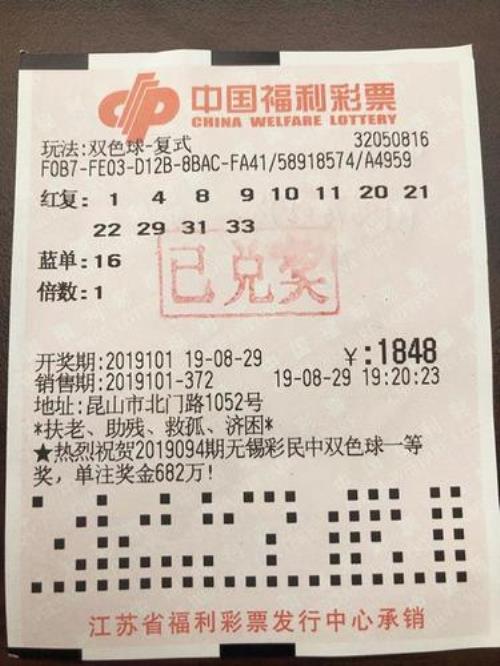 中国福利彩票
CHINA WELFARE LOTTERY
玩法:双色球-复式 32050816
F0B7-FE03-D12B-8BAC-FA41/58918574/A4959
红复: 1 4 8 9 10 11 20 21
22 29 31 33
蓝单:16
已兑奖
倍数:1
开奖期:2019101 19-08-29 ¥:1848
销售期:2019101-372 19-08-29 19:20:23
地址:昆山市北门路1052号
*扶老、助残、救孤、济困*
★热烈祝贺2019094期无锡彩民中双色球一等
奖,单注奖金682万!
江苏省福利彩票发行中心承销